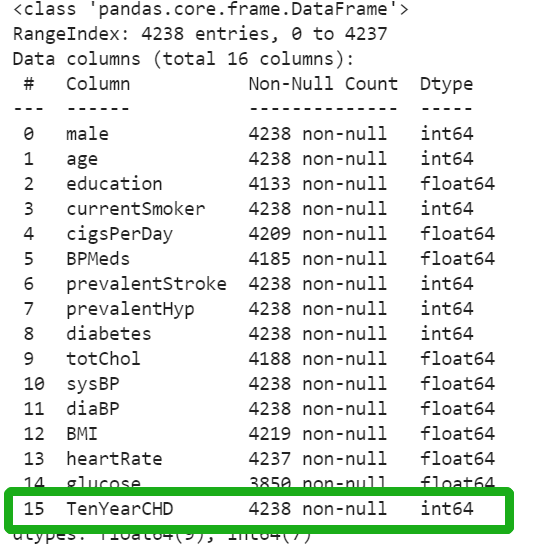 <class 'pandas.core.frame.DataFrame'>
RangeIndex: 4238 entries, 0 to 4237
Data columns (total 16 columns):
 #   Column           Non-Null Count  Dtype
---  ------           --------------  -----
 0   male             4238 non-null   int64
 1   age              4238 non-null   int64
 2   education        4133 non-null   float64
 3   currentSmoker    4238 non-null   int64
 4   cigsPerDay       4209 non-null   float64
 5   BPMeds           4185 non-null   float64
 6   prevalentStroke  4238 non-null   int64
 7   prevalentHyp     4238 non-null   int64
 8   diabetes         4238 non-null   int64
 9   totChol          4188 non-null   float64
 10  sysBP            4238 non-null   float64
 11  diaBP            4238 non-null   float64
 12  BMI              4219 non-null   float64
 13  heartRate        4237 non-null   float64
 14  glucose          3850 non-null   float64
 15  TenYearCHD       4238 non-null   int64
dtypes: float64(9), int64(7)